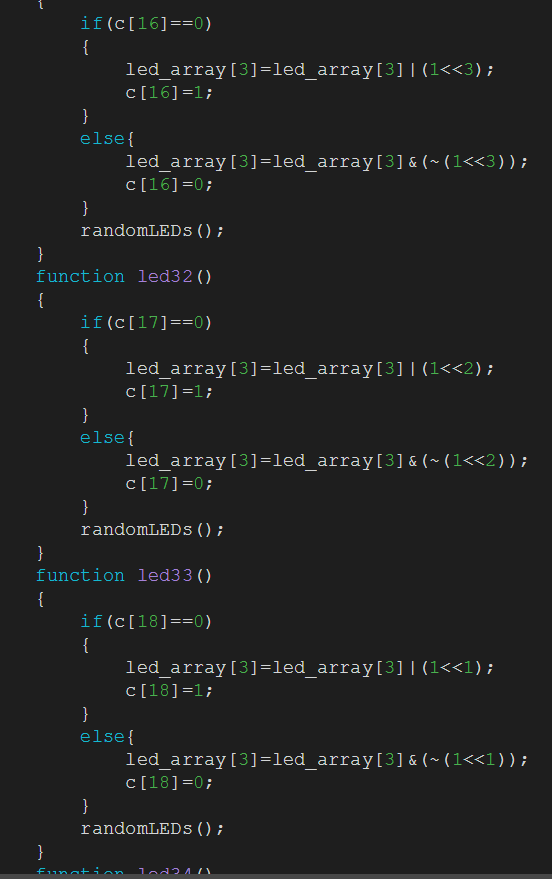 {
if(c[16]==0)
{
led_array[3]=led_array[3]|(1<<3);
c[16]=1;
}
else{
led_array[3]=led_array[3]&(~(1<<3));
c[16]=0;
}
randomLEDs();
}
function led32()
{
if(c[17]==0)
{
led_array[3]=led_array[3]|(1<<2);
c[17]=1;
}
else{
led_array[3]=led_array[3]&(~(1<<2));
c[17]=0;
}
randomLEDs();
}
function led33()
{
if(c[18]==0)
{
led_array[3]=led_array[3]|(1<<1);
c[18]=1;
}
else{
led_array[3]=led_array[3]&(~(1<<1));
c[18]=0;
}
randomLEDs();
}
function led34()